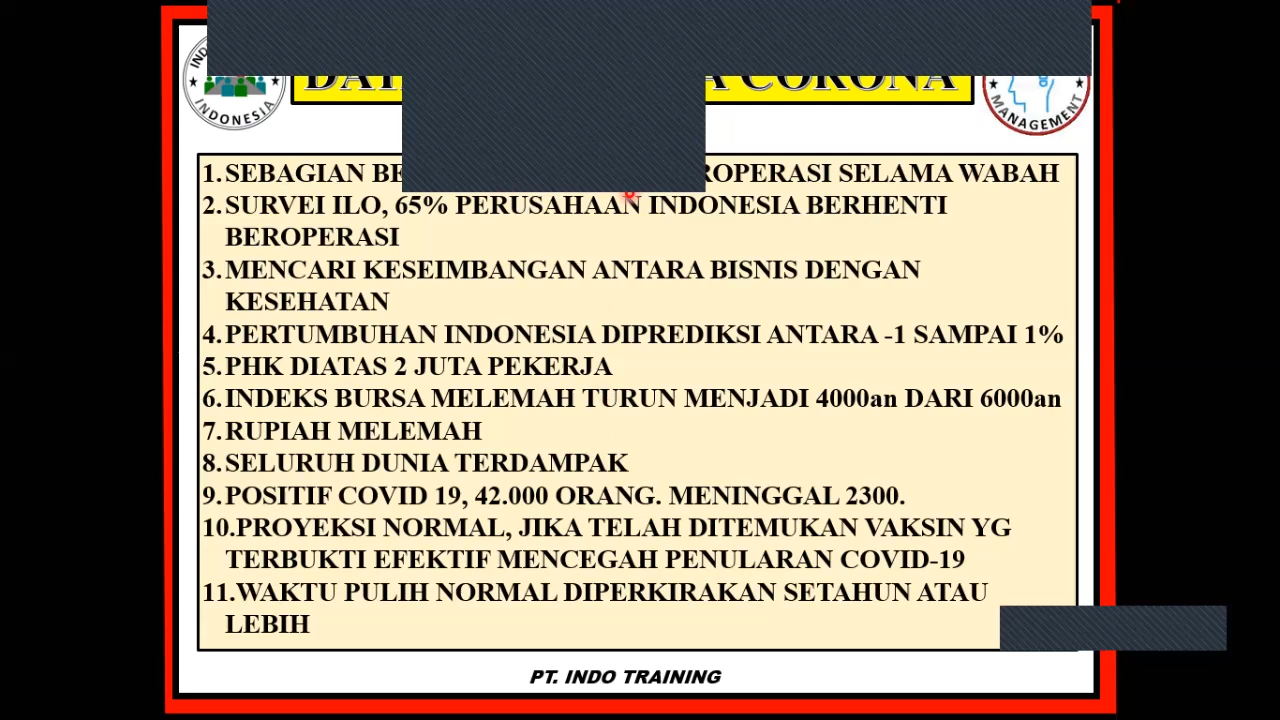 CORONA
INDONESIA
MANAGEMENT
1.SEBAGIAN SELAMA WABAH
2.SURVEI ILO, 65% PERUSAHAAN INDONESIA BERHENTI
BEROPERASI
3.MENCARI KESEIMBANGAN ANTARA BISNIS DENGAN
KESEHATAN
4.PERTUMBUHAN INDONESIA DIPREDIKSI ANTARA -1 SAMPAI 1%
5.PHK DIATAS 2 JUTA PEKERJA
6.INDEKS BURSA MELEMAH TURUN MENJADI 4000an DARI 6000an
7.RUPIAH MELEMAH
8.SELURUH DUNIA TERDAMPAK
9.POSITIF COVID 19, 42.000 ORANG. MENINGGAL 2300.
10.PROYEKSI NORMAL, JIKA TELAH DITEMUKAN VAKSIN YG
TERBUKTI EFEKTIF MENCEGAH PENULARAN COVID-19
11.WAKTU PULIH NORMAL DIPERKIRAKAN SETAHUN ATAU
LEBIH
PT. INDO TRAINING